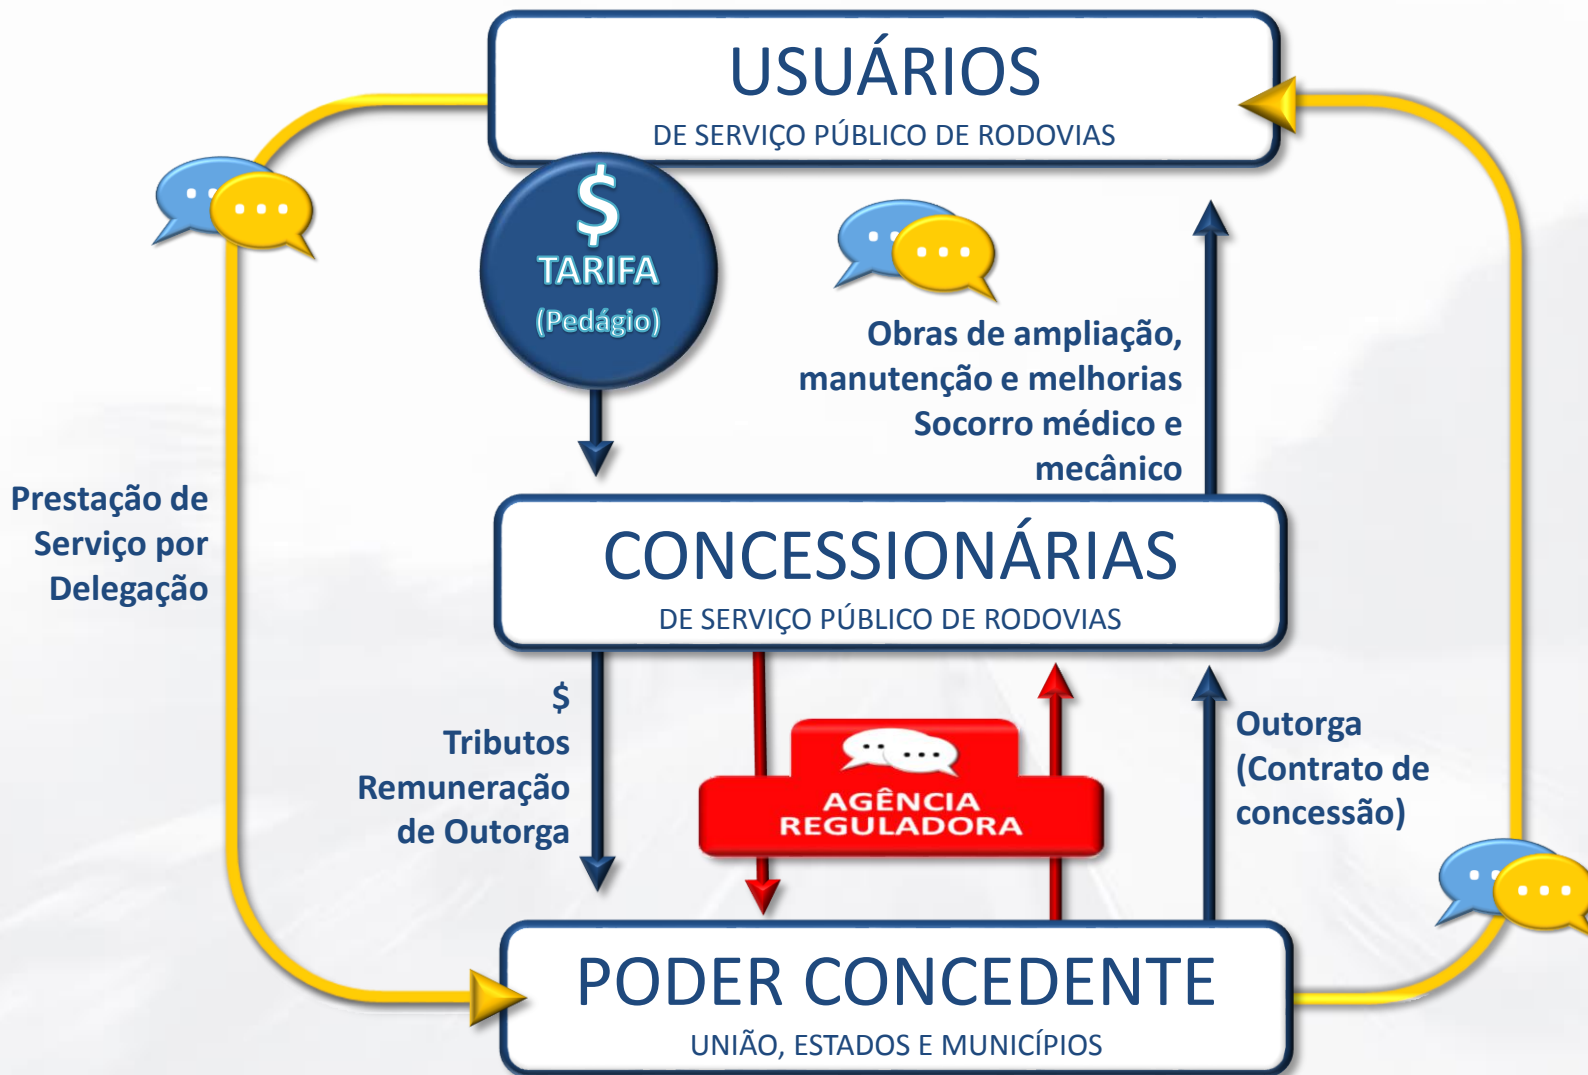 USUÁRIOS
DE SERVIÇO PÚBLICO DE RODOVIAS
$
TARIFA
(Pedágio)
Obras de ampliação,
manutenção e melhorias
Socorro médico e
mecânico
Prestação de
Serviço por
Delegação
CONCESSIONÁRIAS
DE SERVIÇO PÚBLICO DE RODOVIAS
$
Tributos
Remuneração
de Outorga
AGÊNCIA
REGULADORA
Outorga
(Contrato de
concessão)
PODER CONCEDENTE
UNIÃO, ESTADOS E MUNICÍPIOS